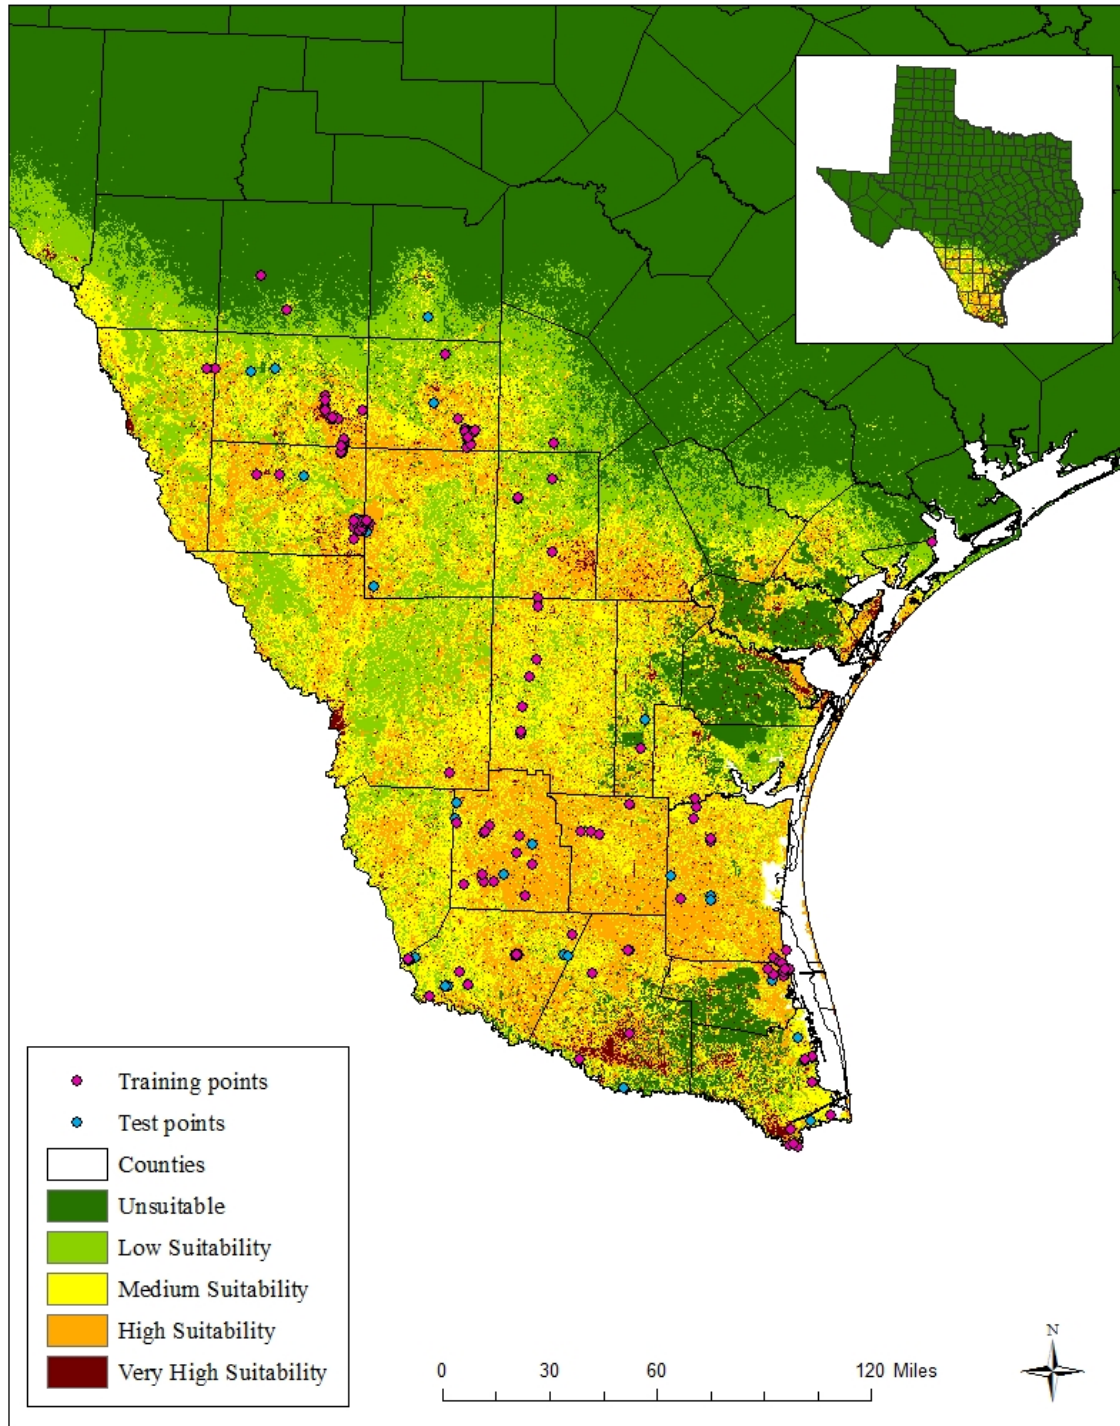 Training points
Test points
Counties
Unsuitable
Low Suitability
Medium Suitability
High Suitability
Very High Suitability
N
0 30 60 120 Miles